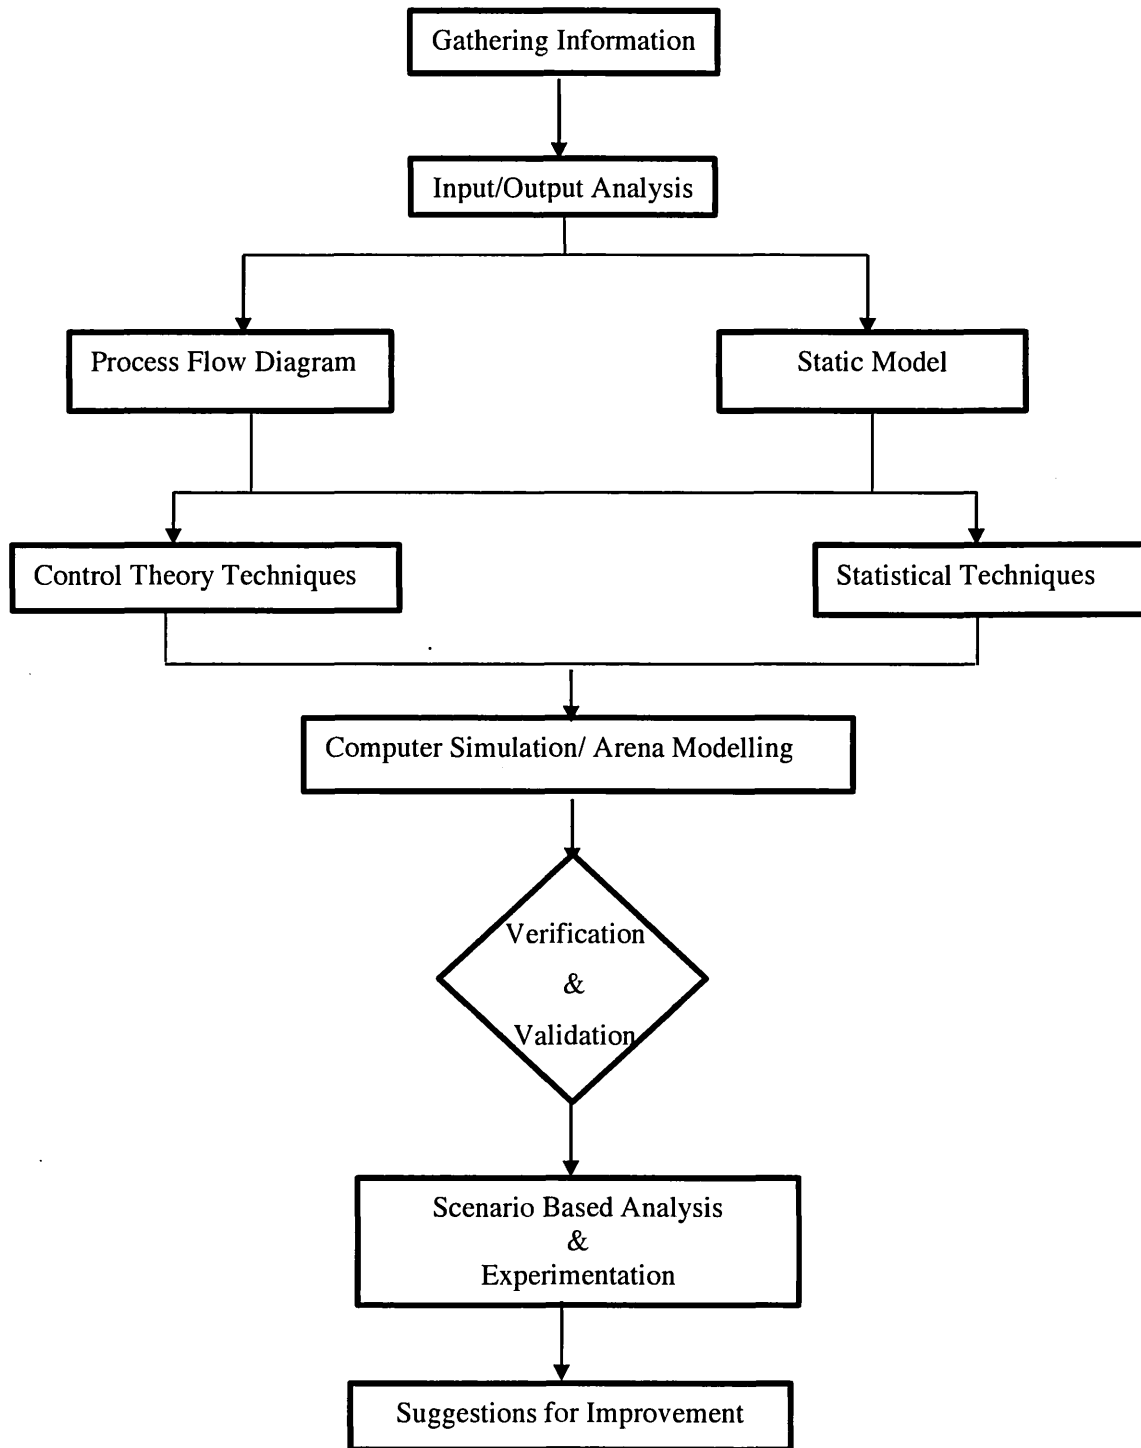 Gathering Information
Input/Output Analysis
Process Flow Diagram
Static Model
Control Theory Techniques
Statistical Techniques
Computer Simulation/ Arena Modelling
Verification
&
Validation
Scenario Based Analysis
&
Experimentation
Suggestions for Improvement